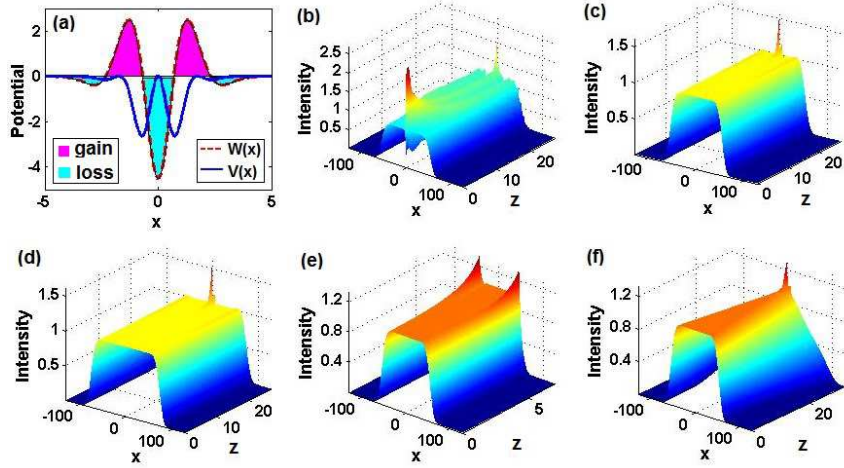 (a)
Potential
2
0
-2
-4
gain
loss
W(x)
V(x)
-5
0
5
x
(b)
Intensity
2.5
2
1.5
1
0.5
-100
0
100
x
0
10
20
z
(c)
Intensity
1.5
1
0.5
-100
0
100
x
0
10
20
z
(d)
Intensity
1.5
1
0.5
-100
0
100
x
0
10
20
z
(e)
Intensity
1.2
0.8
0.4
-100
0
100
x
0
5
z
(f)
Intensity
1.2
0.8
0.4
-100
0
100
x
0
10
20
z